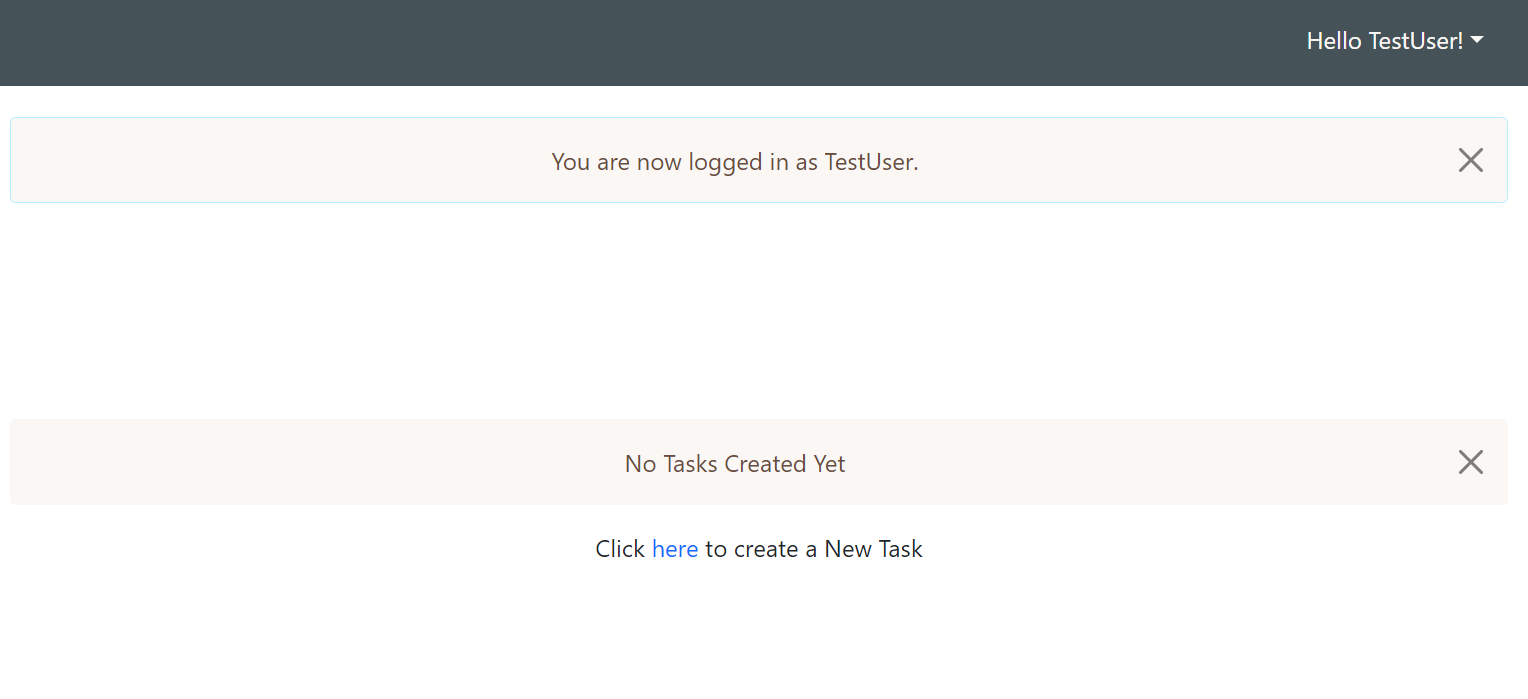 Hello TestUser!
You are now logged in as TestUser.
No Tasks Created Yet
Click here to create a New Task